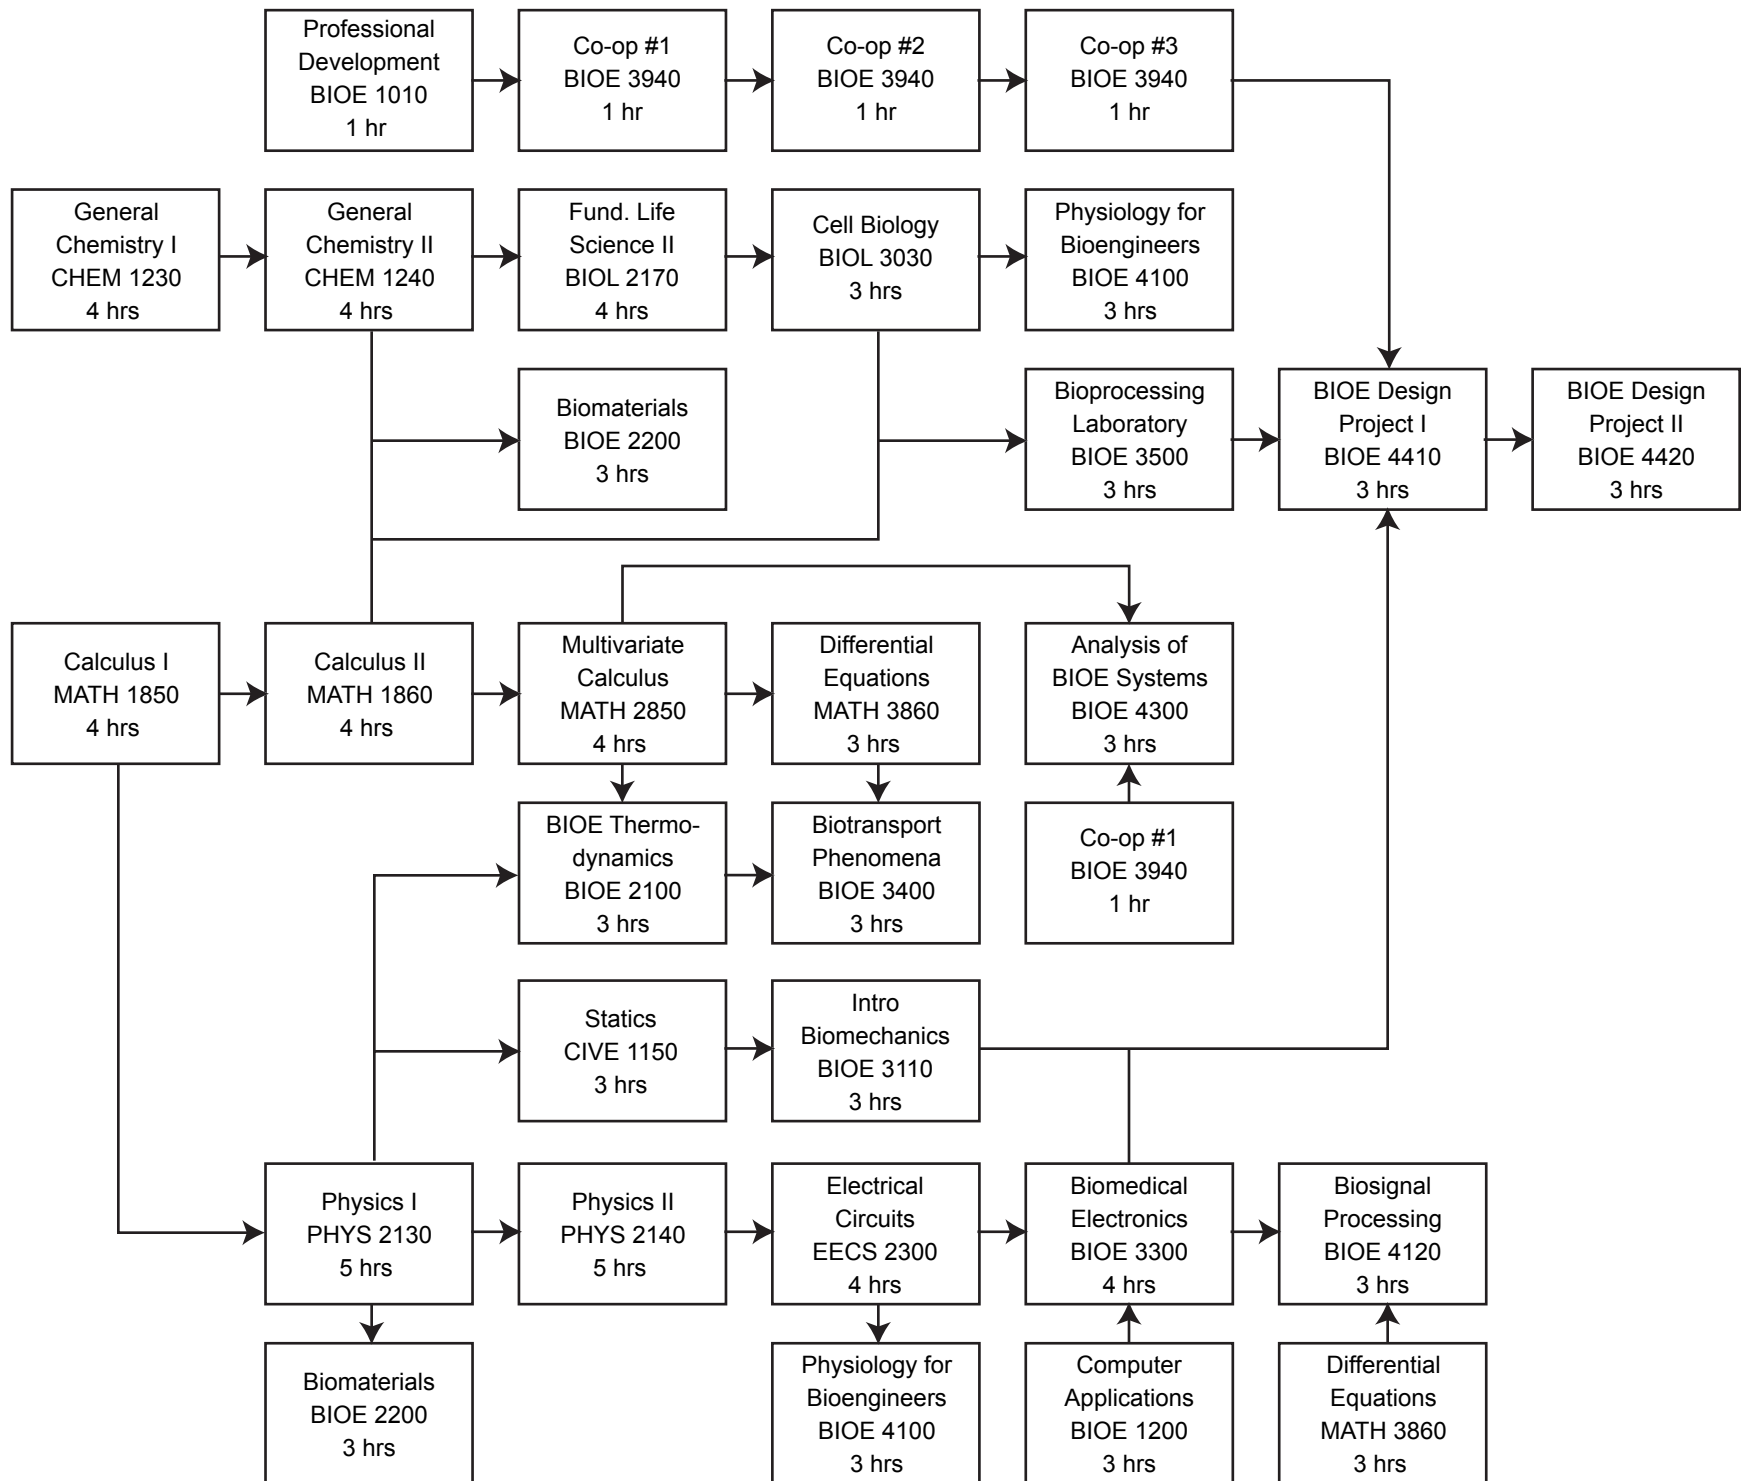 Professional
Development
BIOE 1010
1 hr
Co-op #1
BIOE 3940
1 hr
Co-op #2
BIOE 3940
1 hr
Co-op #3
BIOE 3940
1 hr
General
Chemistry I
CHEM 1230
4 hrs
General
Chemistry II
CHEM 1240
4 hrs
Fund. Life
Science II
BIOL 2170
4 hrs
Cell Biology
BIOL 3030
3 hrs
Physiology for
Bioengineers
BIOE 4100
3 hrs
Biomaterials
BIOE 2200
3 hrs
Bioprocessing
Laboratory
BIOE 3500
3 hrs
BIOE Design
Project I
BIOE 4410
3 hrs
BIOE Design
Project II
BIOE 4420
3 hrs
Calculus I
MATH 1850
4 hrs
Calculus II
MATH 1860
4 hrs
Multivariate
Calculus
MATH 2850
4 hrs
Differential
Equations
MATH 3860
3 hrs
Analysis of
BIOE Systems
BIOE 4300
3 hrs
BIOE Thermo-
dynamics
BIOE 2100
3 hrs
Biotransport
Phenomena
BIOE 3400
3 hrs
Co-op #1
BIOE 3940
1 hr
Statics
CIVE 1150
3 hrs
Intro
Biomechanics
BIOE 3110
3 hrs
Physics I
PHYS 2130
5 hrs
Physics II
PHYS 2140
5 hrs
Electrical
Circuits
EECS 2300
4 hrs
Biomedical
Electronics
BIOE 3300
4 hrs
Biosignal
Processing
BIOE 4120
3 hrs
Biomaterials
BIOE 2200
3 hrs
Physiology for
Bioengineers
BIOE 4100
3 hrs
Computer
Applications
BIOE 1200
3 hrs
Differential
Equations
MATH 3860
3 hrs